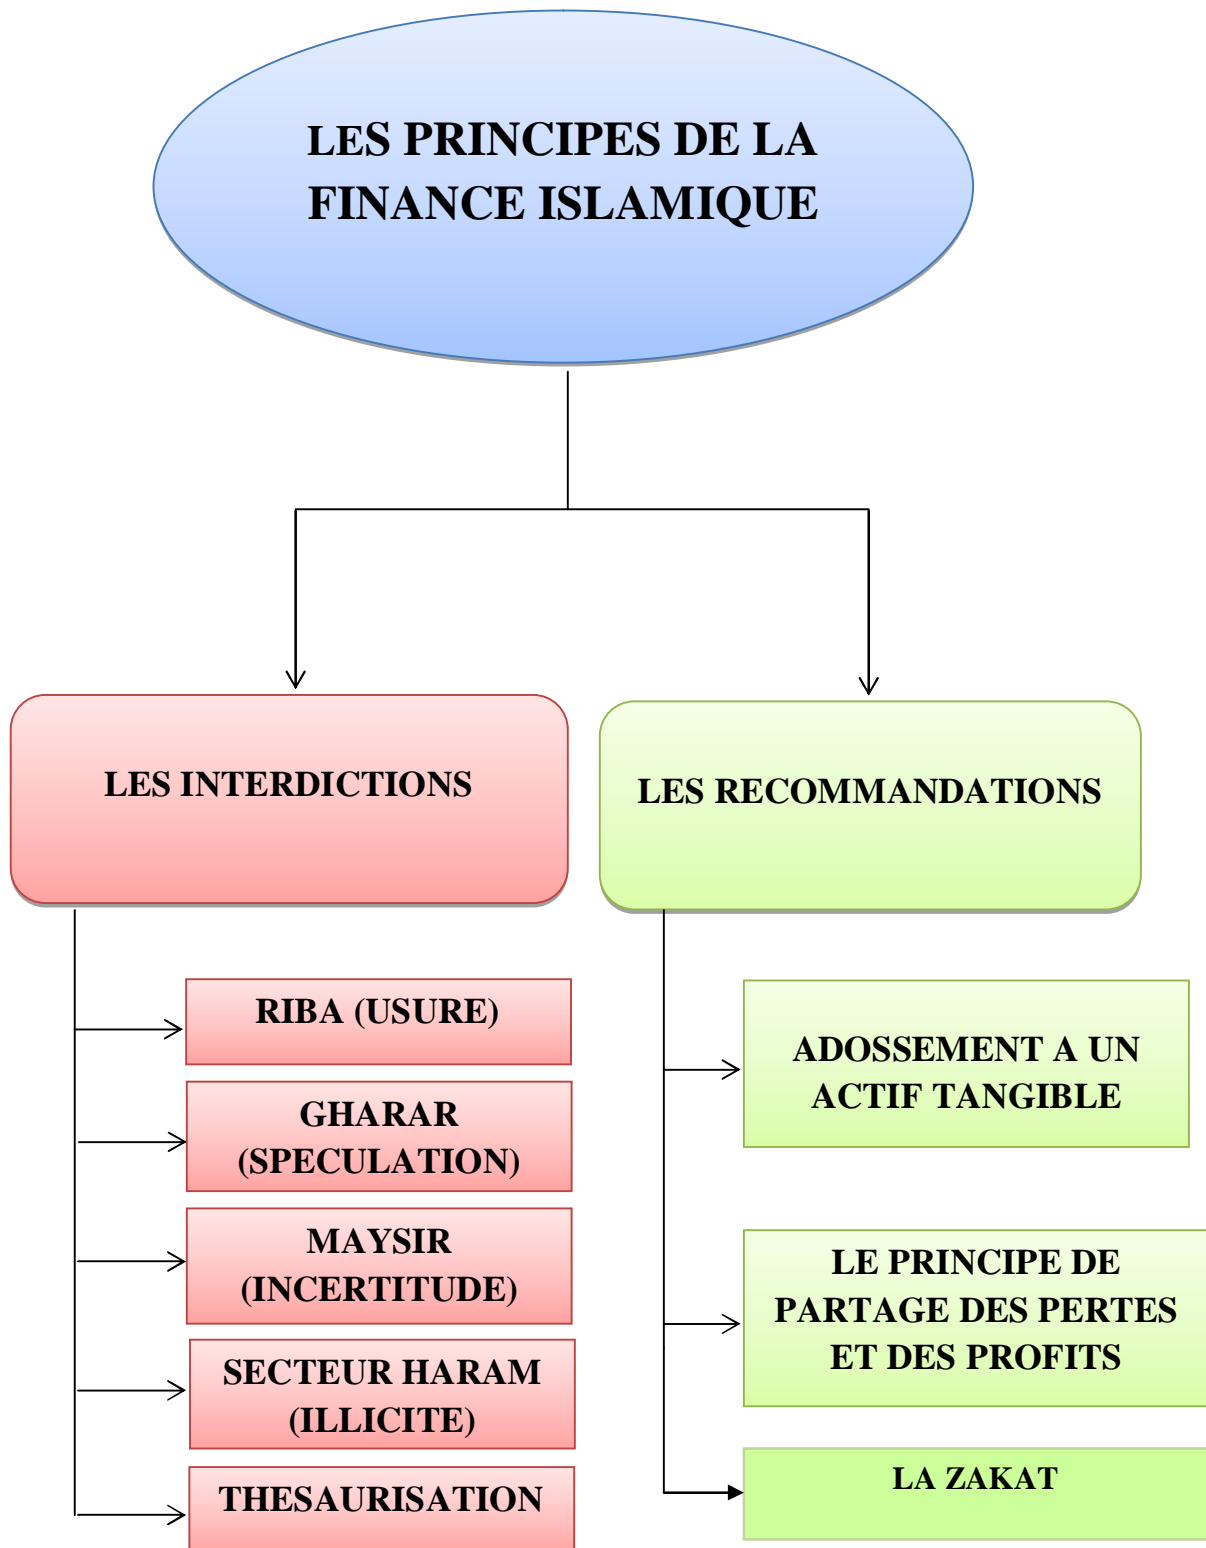 LES PRINCIPES DE LA
FINANCE ISLAMIQUE
LES INTERDICTIONS
RIBA (USURE)
GHARAR
(SPECULATION)
MAYSIR
(INCERTITUDE)
SECTEUR HARAM
(ILLICITE)
THESAURISATION
LES RECOMMANDATIONS
ADOSSEMENT A UN
ACTIF TANGIBLE
LE PRINCIPE DE
PARTAGE DES PERTES
ET DES PROFITS
LA ZAKAT